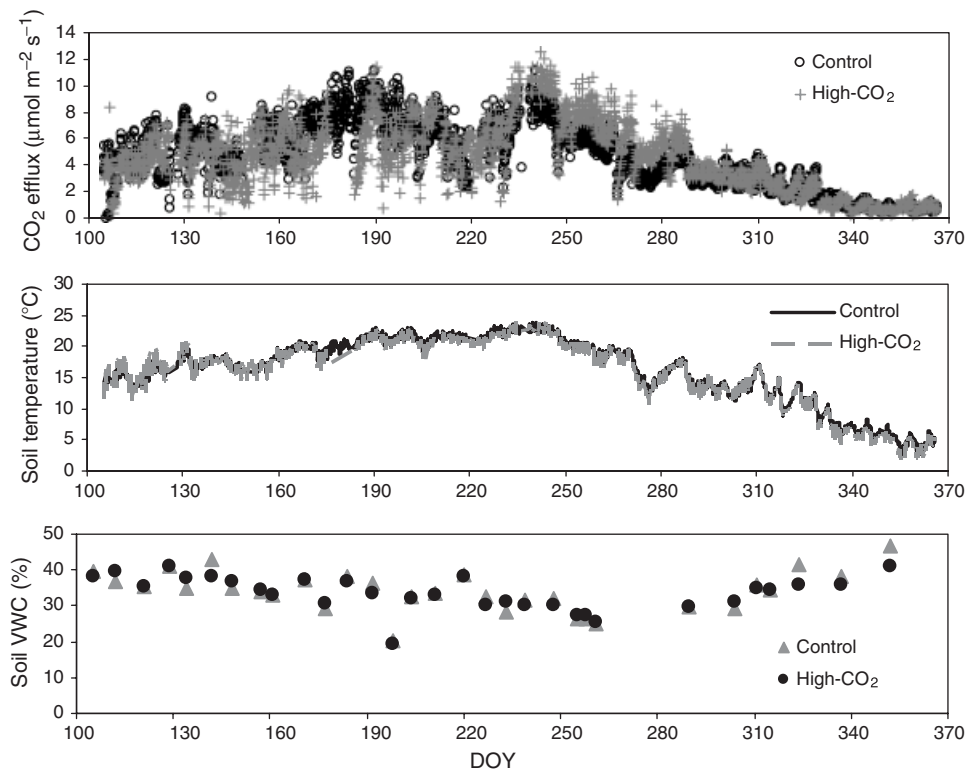 CO₂ efflux (μmol m⁻² s⁻¹)
14
12
10
8
6
4
2
0
Control
High-CO₂
100 130 160 190 220 250 280 310 340 370
Soil temperature (°C)
30
25
20
15
10
5
0
Control
High-CO₂
100 130 160 190 220 250 280 310 340 370
Soil VWC (%)
50
40
30
20
10
0
Control
High-CO₂
100 130 160 190 220 250 280 310 340 370
DOY